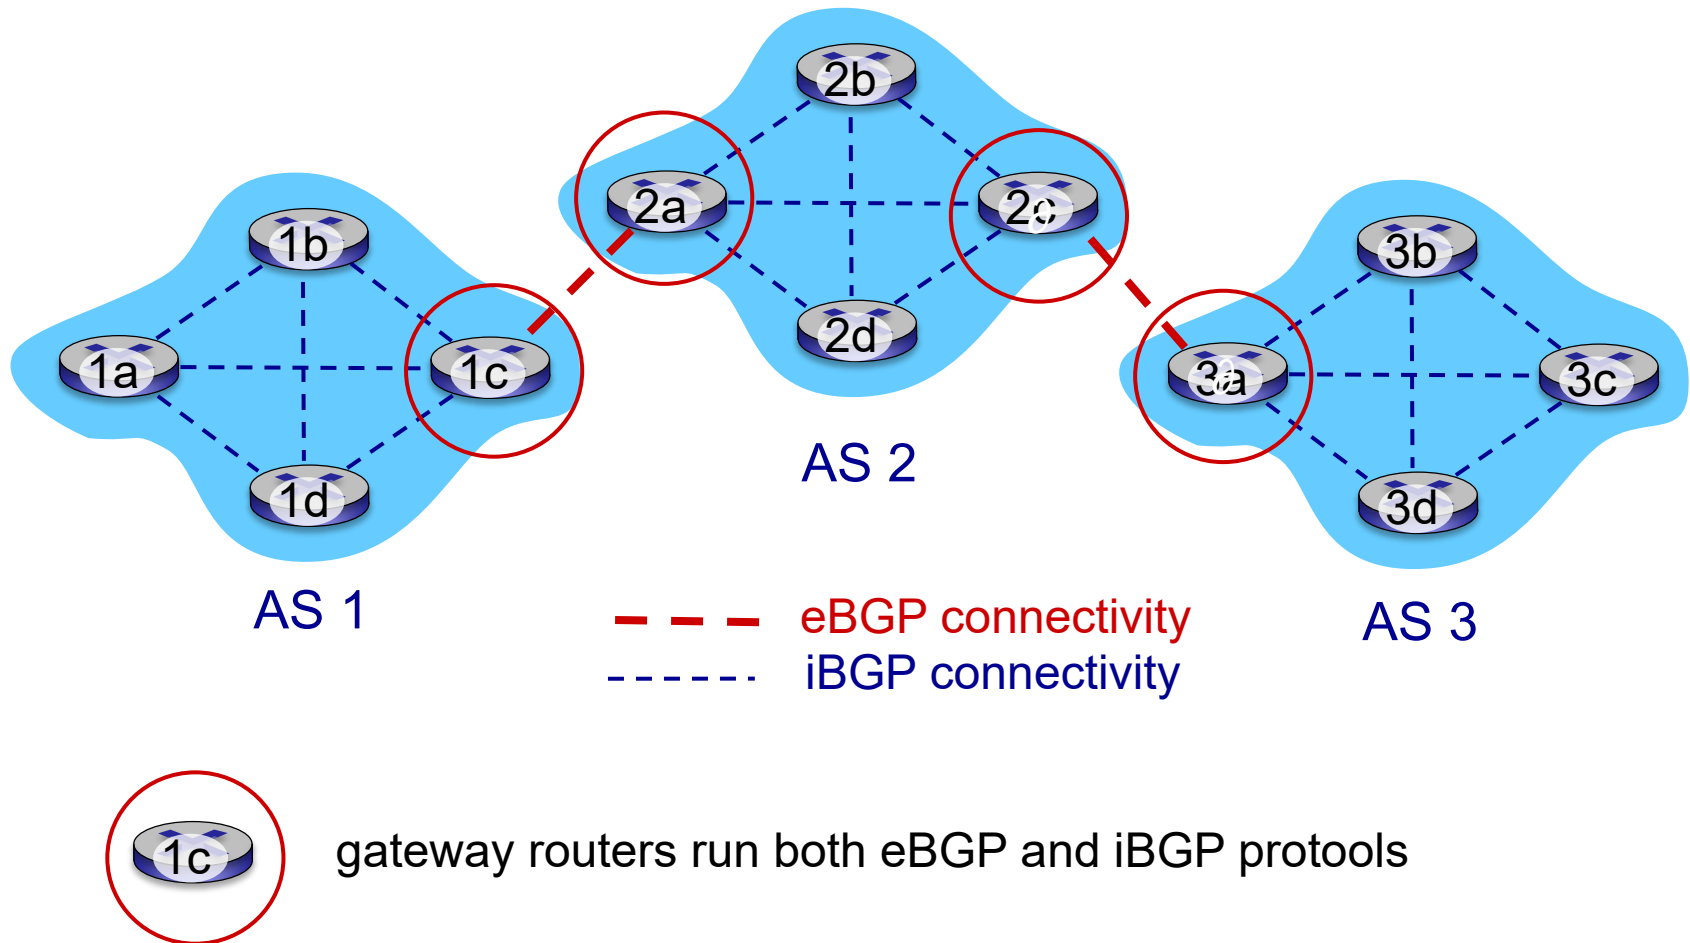 2b
2a
2c
1b
3b
2d
1a
1c
3a
3c
AS 2
1d
3d
AS 1
eBGP connectivity
AS 3
iBGP connectivity
1c
gateway routers run both eBGP and iBGP protools